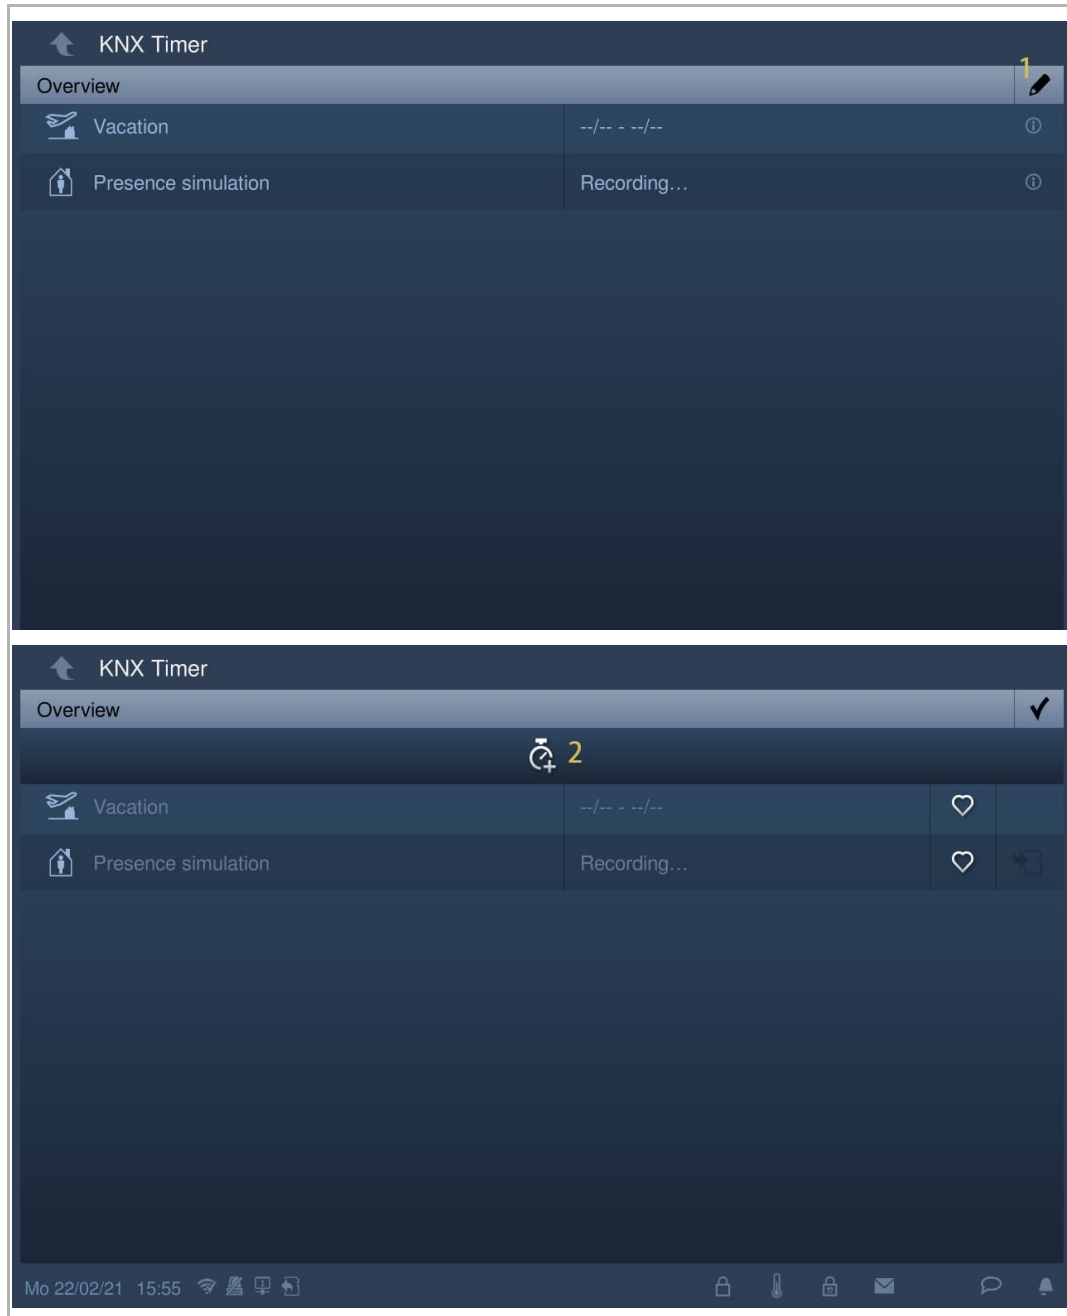 KNX Timer
1
Overview
Vacation --/-- - --/--
Presence simulation Recording...
KNX Timer
Overview
2
Vacation --/-- - --/--
Presence simulation Recording...
Mo 22/02/21 15:55